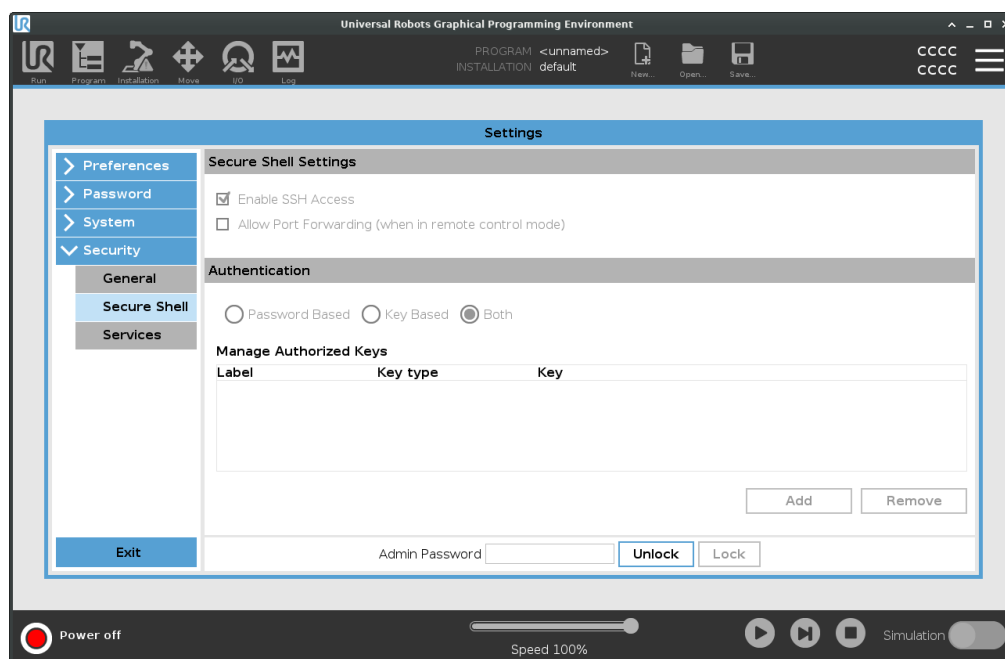 UR Universal Robots Graphical Programming Environment
UR
Run Program Installation Move I/O Log
PROGRAM <unnamed>
INSTALLATION default
New... Open... Save...
CCCC
CCCC
Settings
Preferences
Password
System
Security
General
Secure Shell
Services
Exit
Secure Shell Settings
Enable SSH Access
Allow Port Forwarding (when in remote control mode)
Authentication
Password Based Key Based Both
Manage Authorized Keys
Label Key type Key
Add Remove
Admin Password Unlock Lock
Power off
Speed 100%
Simulation